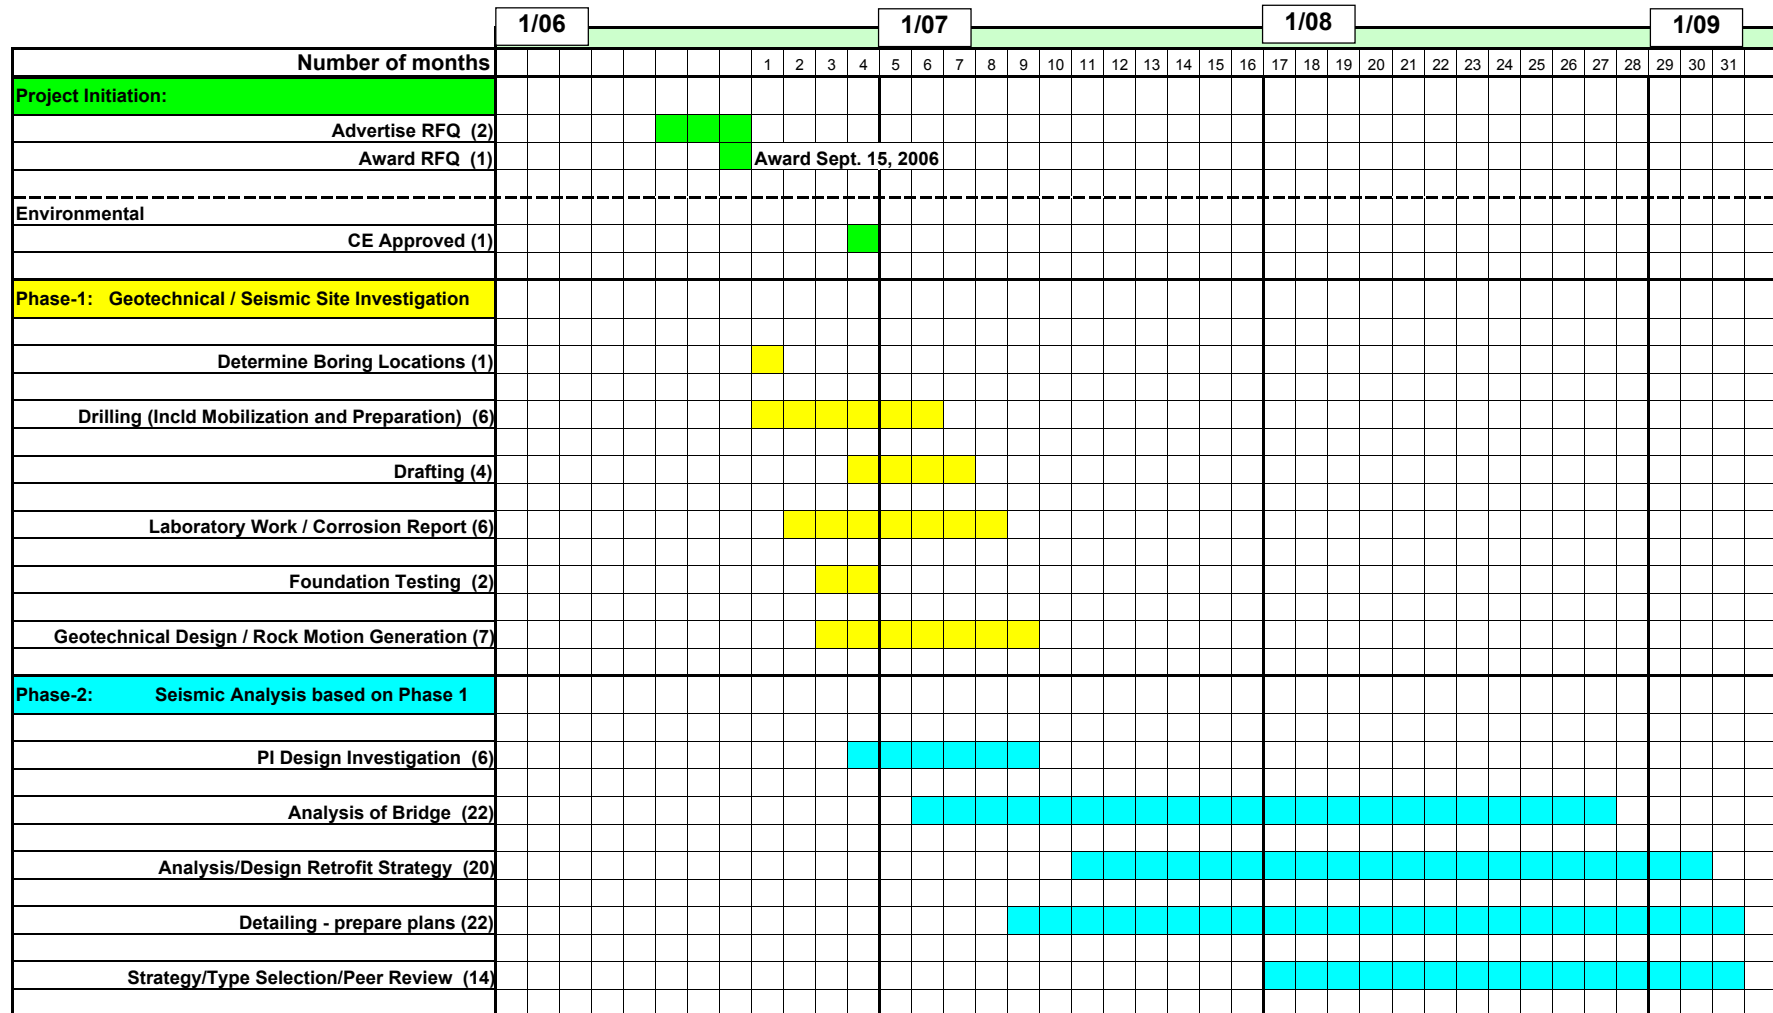 1/06 1/07 1/08 1/09
Number of months 1 2 3 4 5 6 7 8 9 10 11 12 13 14 15 16 17 18 19 20 21 22 23 24 25 26 27 28 29 30 31
Project Initiation:
Advertise RFQ (2)
Award RFQ (1) Award Sept. 15, 2006
Environmental
CE Approved (1)
Phase-1: Geotechnical / Seismic Site Investigation
Determine Boring Locations (1)
Drilling (Incld Mobilization and Preparation) (6)
Drafting (4)
Laboratory Work / Corrosion Report (6)
Foundation Testing (2)
Geotechnical Design / Rock Motion Generation (7)
Phase-2: Seismic Analysis based on Phase 1
PI Design Investigation (6)
Analysis of Bridge (22)
Analysis/Design Retrofit Strategy (20)
Detailing - prepare plans (22)
Strategy/Type Selection/Peer Review (14)